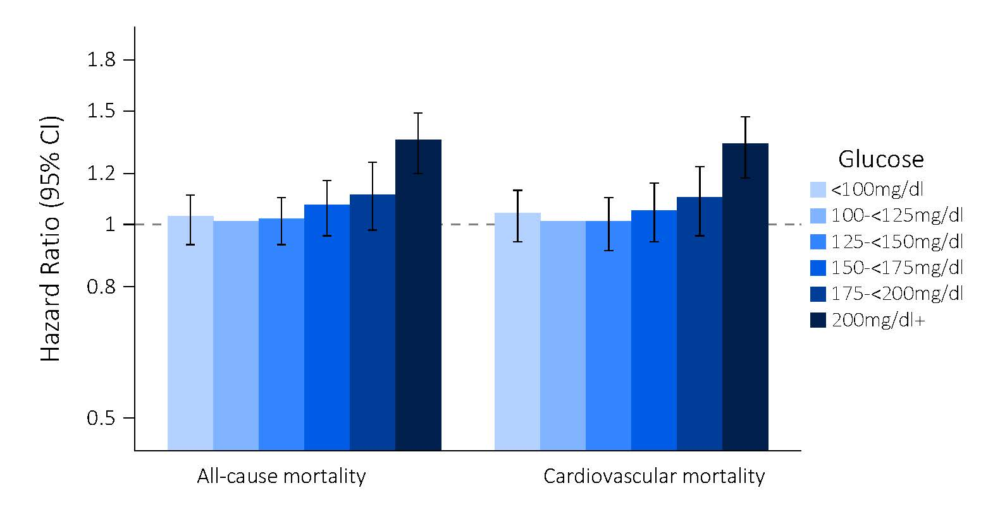 Hazard Ratio (95% CI)
1.8
1.5
1.2
1
0.8
0.5
All-cause mortality
Cardiovascular mortality
Glucose
<100mg/dl
100-<125mg/dl
125-<150mg/dl
150-<175mg/dl
175-<200mg/dl
200mg/dl+